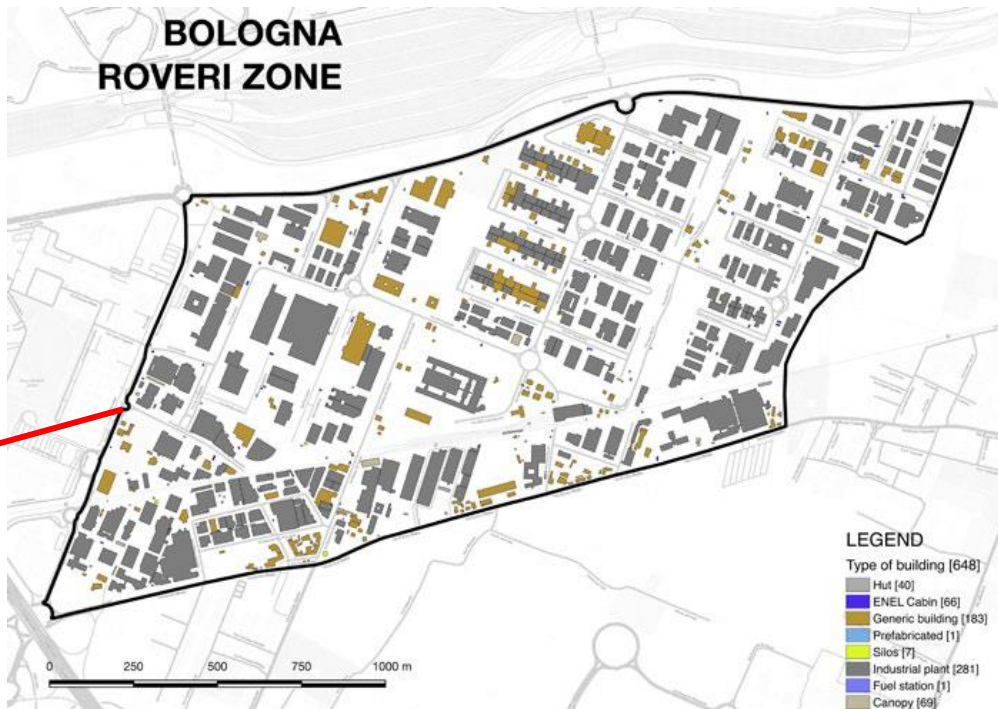 BOLOGNA
ROVERI ZONE
LEGEND
Type of building [648]
Hut [40]
ENEL Cabin [66]
Generic building [183]
Prefabricated [1]
Silos [7]
Industrial plant [281]
Fuel station [1]
Canopy [69]
0 250 500 750 1000 m